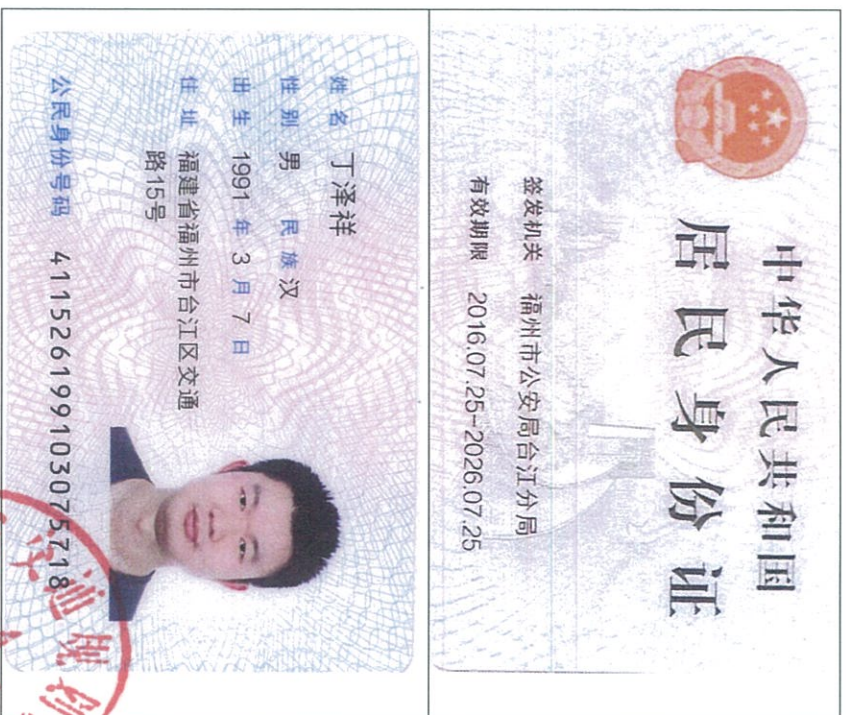 中华人民共和国
居民身份证
签发机关 福州市公安局台江分局
有效期限 2016.07.25-2026.07.25
姓名 丁泽祥
性别 男 民族 汉
出生 1991 年 3 月 7 日
住址 福建省福州市台江区交通
路15号
公民身份号码 411526199103075718